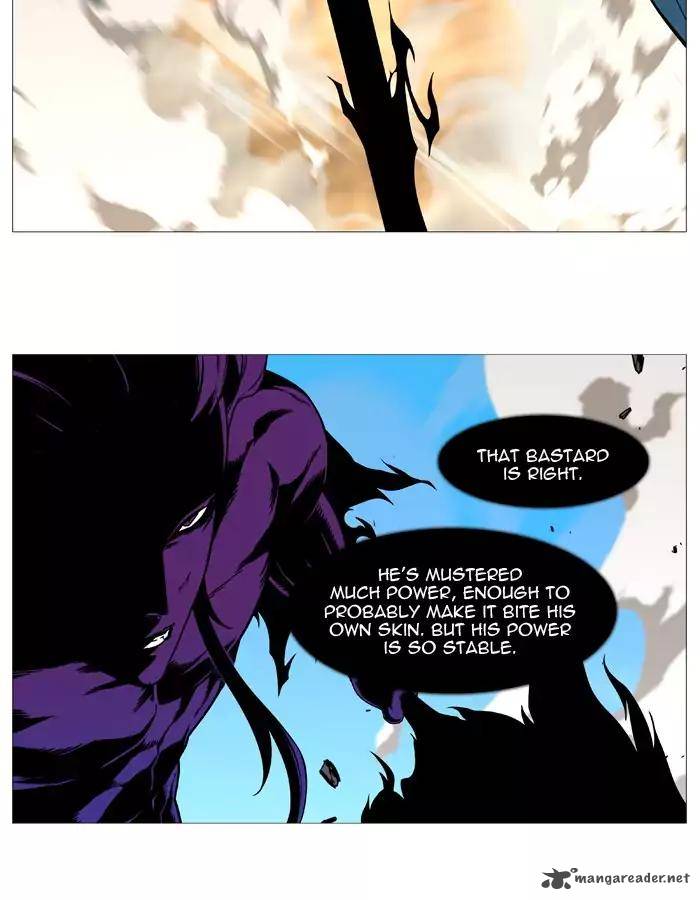 THAT BASTARD
IS RIGHT.
HE'S MUSTERED
MUCH POWER, ENOUGH TO
PROBABLY MAKE IT BITE HIS
OWN SKIN. BUT HIS POWER
IS SO STABLE.
mangareader.net